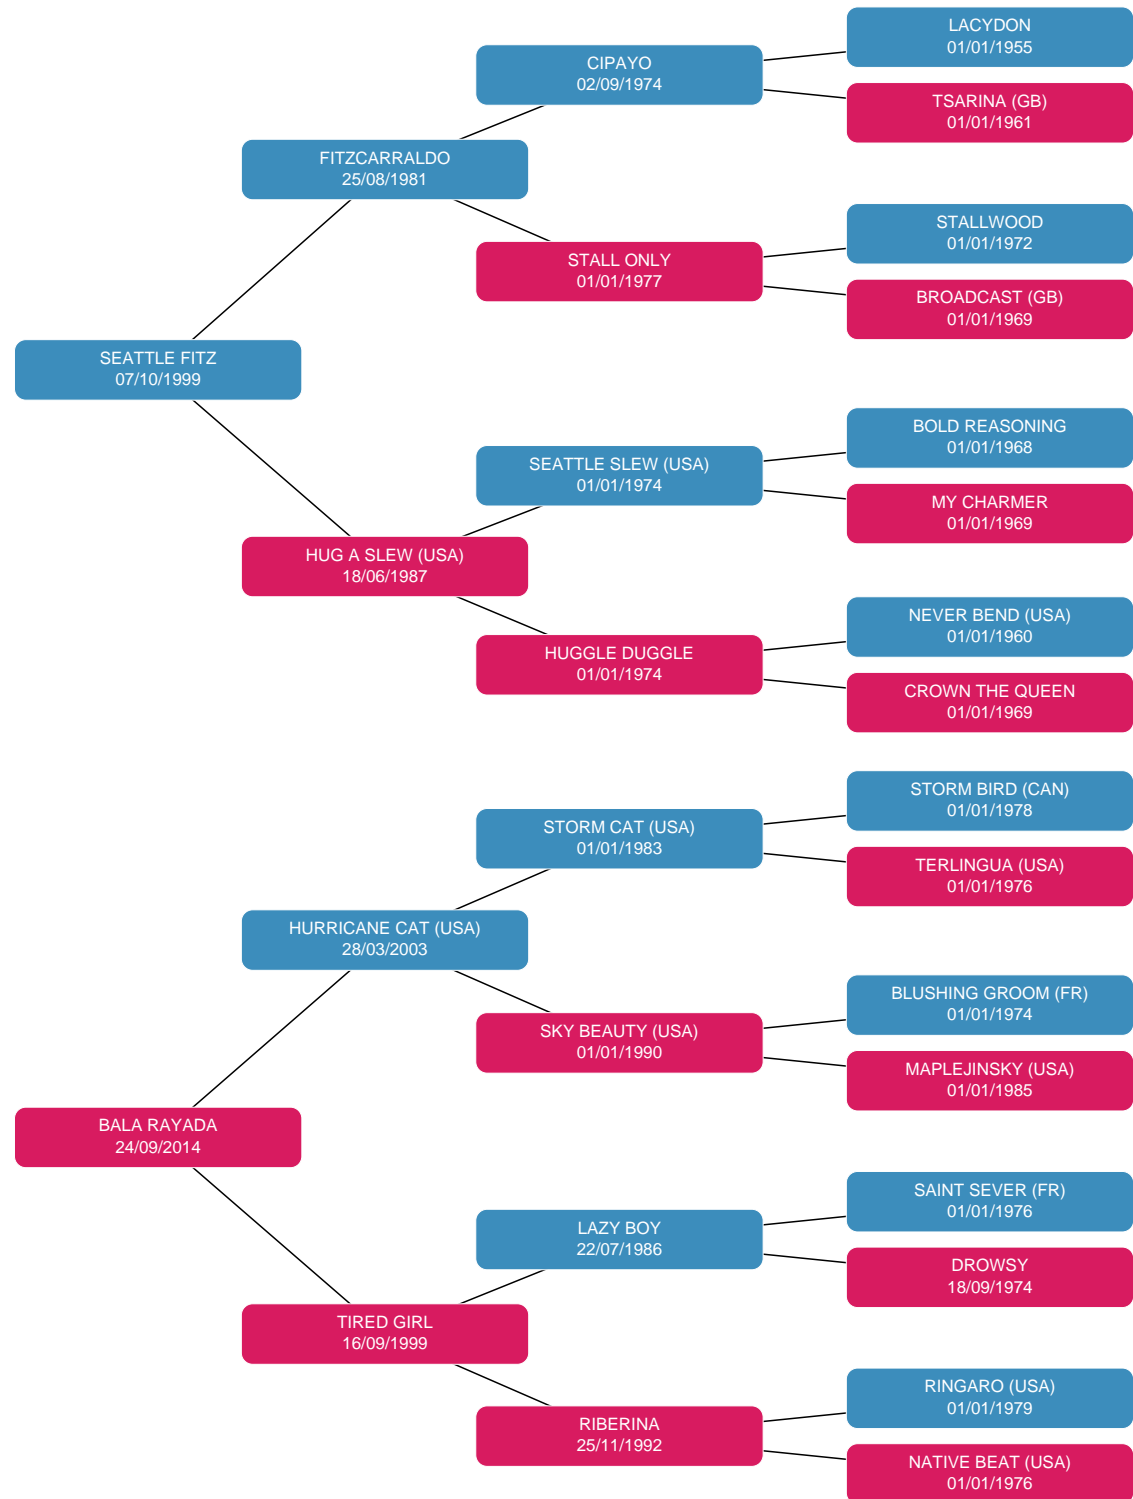 LACYDON
01/01/1955
CIPAYO
02/09/1974
TSARINA (GB)
01/01/1961
FITZCARRALDO
25/08/1981
STALLWOOD
01/01/1972
STALL ONLY
01/01/1977
BROADCAST (GB)
01/01/1969
SEATTLE FITZ
07/10/1999
BOLD REASONING
01/01/1968
SEATTLE SLEW (USA)
01/01/1974
MY CHARMER
01/01/1969
HUG A SLEW (USA)
18/06/1987
NEVER BEND (USA)
01/01/1960
HUGGLE DUGGLE
01/01/1974
CROWN THE QUEEN
01/01/1969
STORM BIRD (CAN)
01/01/1978
STORM CAT (USA)
01/01/1983
TERLINGUA (USA)
01/01/1976
HURRICANE CAT (USA)
28/03/2003
BLUSHING GROOM (FR)
01/01/1974
SKY BEAUTY (USA)
01/01/1990
MAPLEJINSKY (USA)
01/01/1985
BALA RAYADA
24/09/2014
SAINT SEVER (FR)
01/01/1976
LAZY BOY
22/07/1986
DROWSY
18/09/1974
TIRED GIRL
16/09/1999
RINGARO (USA)
01/01/1979
RIBERINA
25/11/1992
NATIVE BEAT (USA)
01/01/1976